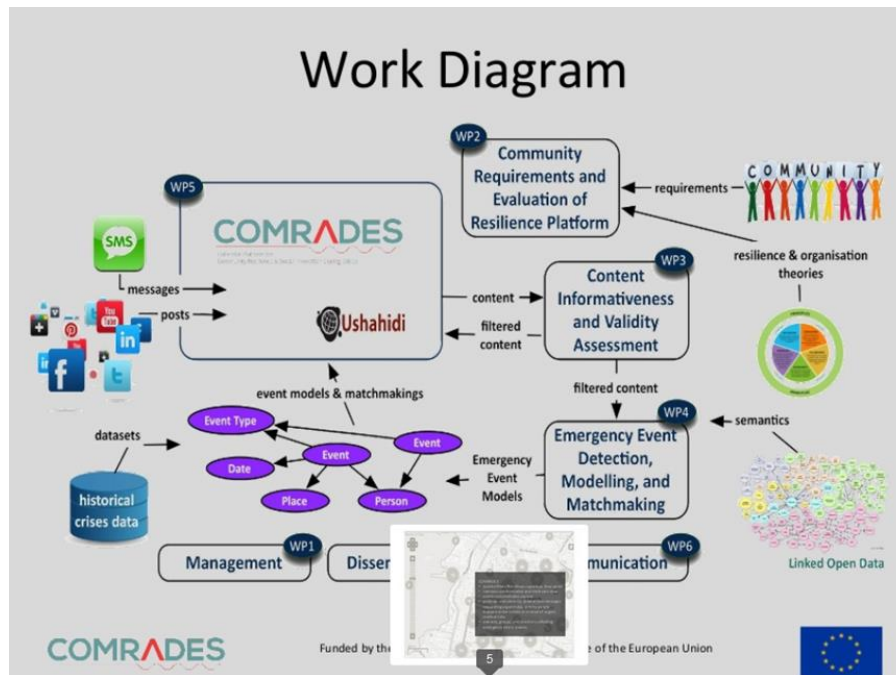 Work Diagram
WP2
Community
Requirements and
Evaluation of
Resilience Platform
requirements
COMMUNITY
WP5
COMRADES
SMS
messages
posts
You
Tube
Ushahidi
content
filtered
content
WP3
Content
Informativeness
and Validity
Assessment
resilience & organisation
theories
filtered content
event models & matchmakings
WP4
Emergency Event
Detection,
Modelling, and
Matchmaking
semantics
Event Type
Event
Event
Date
Place
Person
Emergency
Event
Models
datasets
historical
crises data
Linked Open Data
WP1
Management
WP6
COMRADES
Funded by the
e of the European Union
5